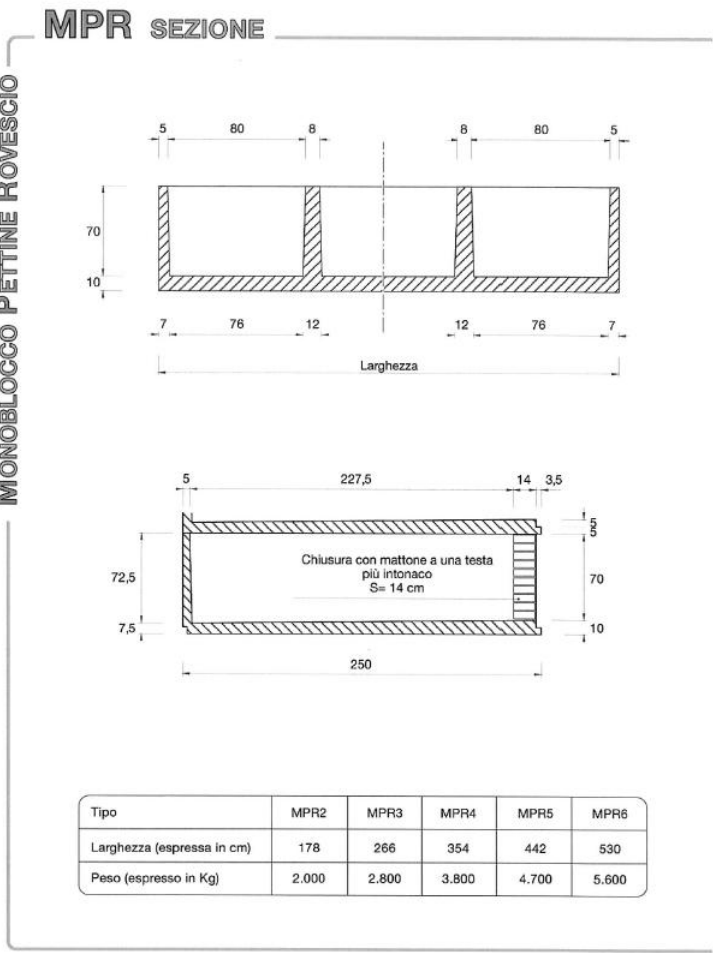 MPR SEZIONE
MONOBLOCCO PETTINE ROVESCIO
5 80 8 8 80 5
70
10
7 76 12 12 76 7
Larghezza
5 227,5 14 3,5
5
5
72,5
Chiusura con mattone a una testa
più intonaco
S= 14 cm
70
7,5
10
250
Tipo MPR2 MPR3 MPR4 MPR5 MPR6
Larghezza (espressa in cm) 178 266 354 442 530
Peso (espresso in Kg) 2.000 2.800 3.800 4.700 5.600